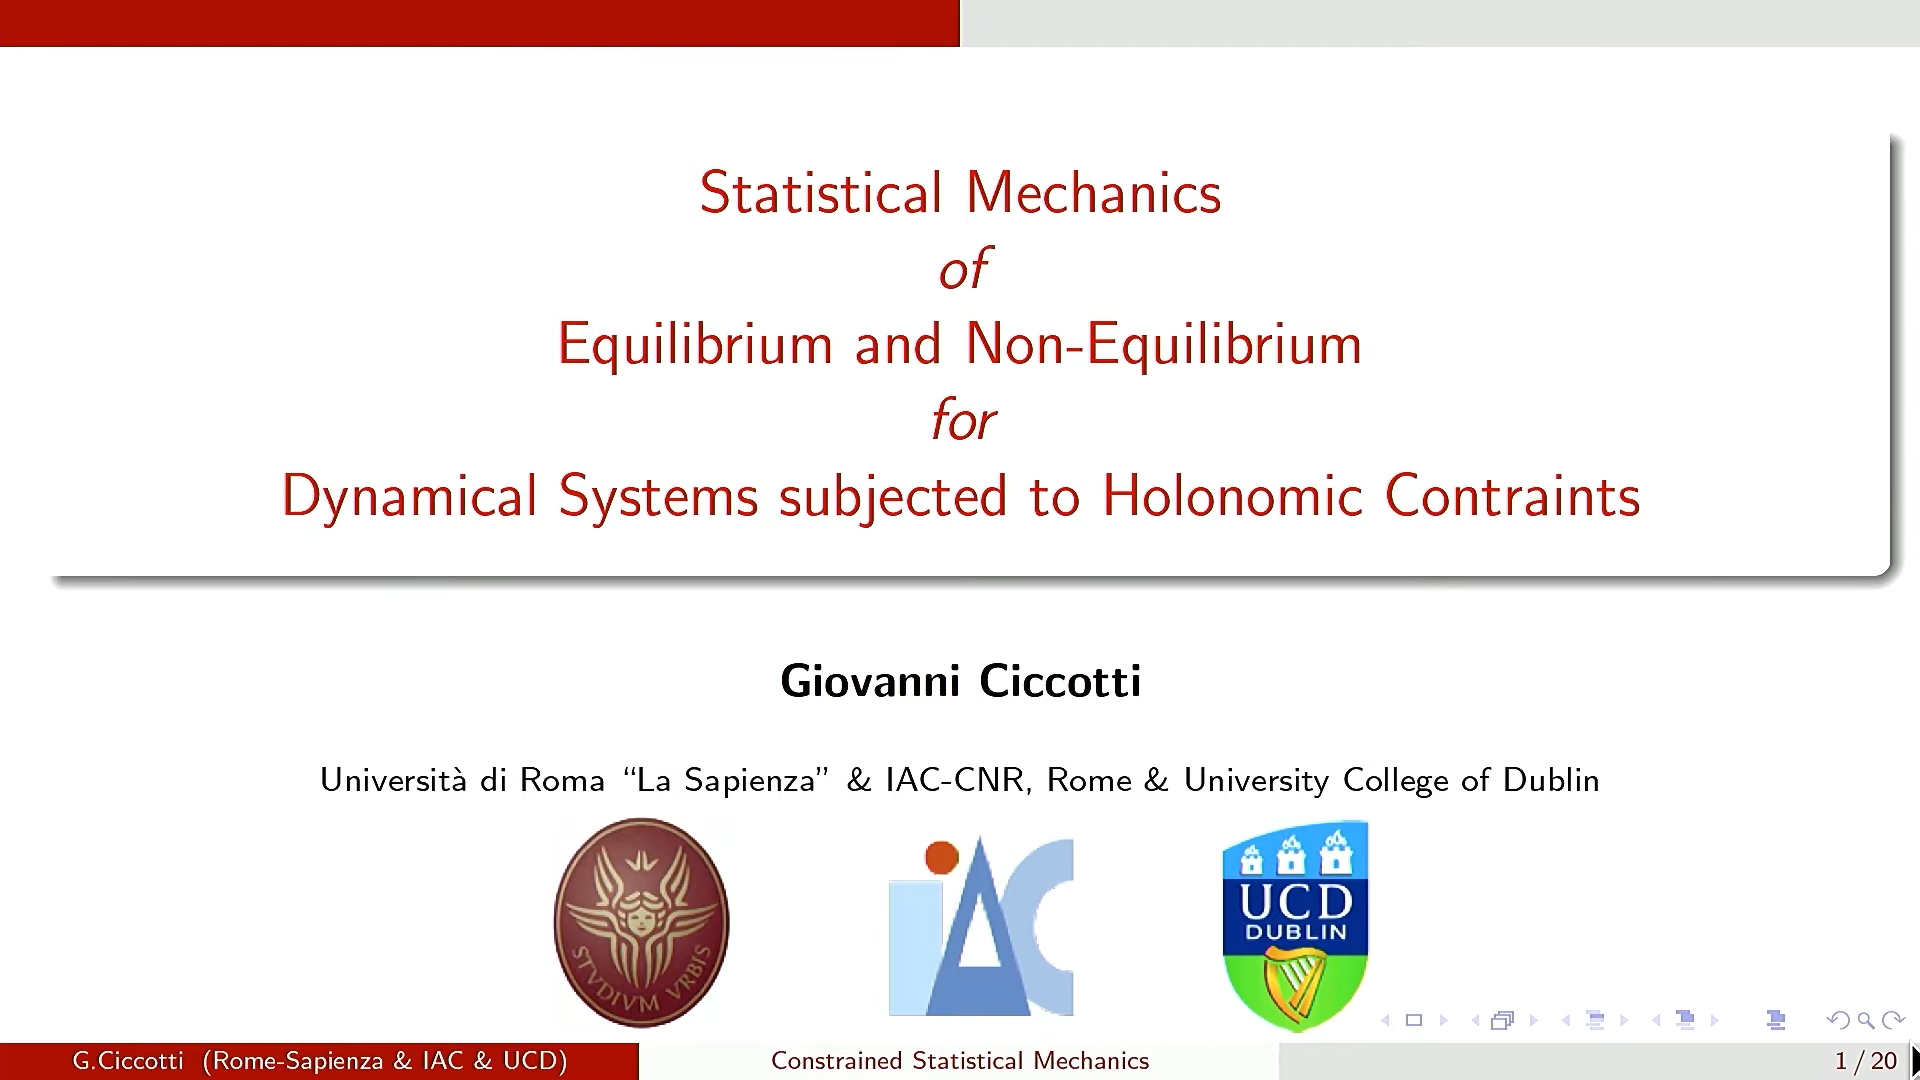 Statistical Mechanics
of
Equilibrium and Non-Equilibrium
for
Dynamical Systems subjected to Holonomic Contraints
Giovanni Ciccotti
Università di Roma “La Sapienza” & IAC-CNR, Rome & University College of Dublin
STVDIVM VRBIS
iAC
UCD
DUBLIN
G.Ciccotti (Rome-Sapienza & IAC & UCD)
Constrained Statistical Mechanics
1 / 20